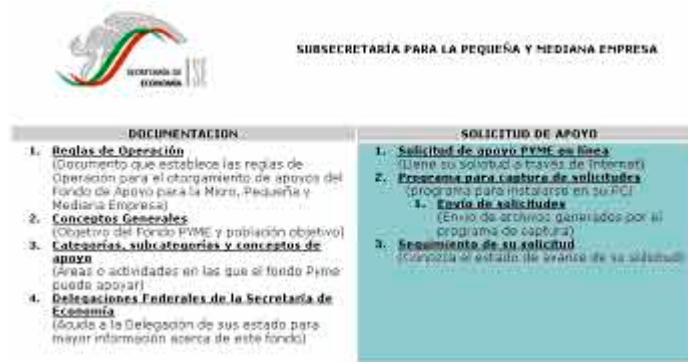 SUBSECRETARÍA PARA LA PEQUEÑA Y MEDIANA EMPRESA
SECRETARÍA DE
ECONOMÍA
SE
DOCUMENTACION
1. Reglas de Operación
(Documento que establece las reglas de
Operación para el otorgamiento de apoyos del
Fondo de Apoyo para la Micro, Pequeña y
Mediana Empresa)
2. Conceptos Generales
(Objetivo del Fondo PYME y población objetivo)
3. Categorías, subcategorías y conceptos de
apoyo
(Areas o actividades en las que el fondo Pyme
puede apoyar)
4. Delegaciones Federales de la Secretaría de
Economía
(Acuda a la Delegación de sus estado para
mayor información acerca de este fondo)
SOLICITUD DE APOYO
1. Solicitud de apoyo PYME en línea
(Llene su solicitud a través de Internet)
2. Programa para captura de solicitudes
(programa para instalarse en su PC)
1. Envío de solicitudes
(Envio de archivos generados por el
programa de captura)
3. Seguimiento de su solicitud
(Conozca el estado de avance de su solicitud)